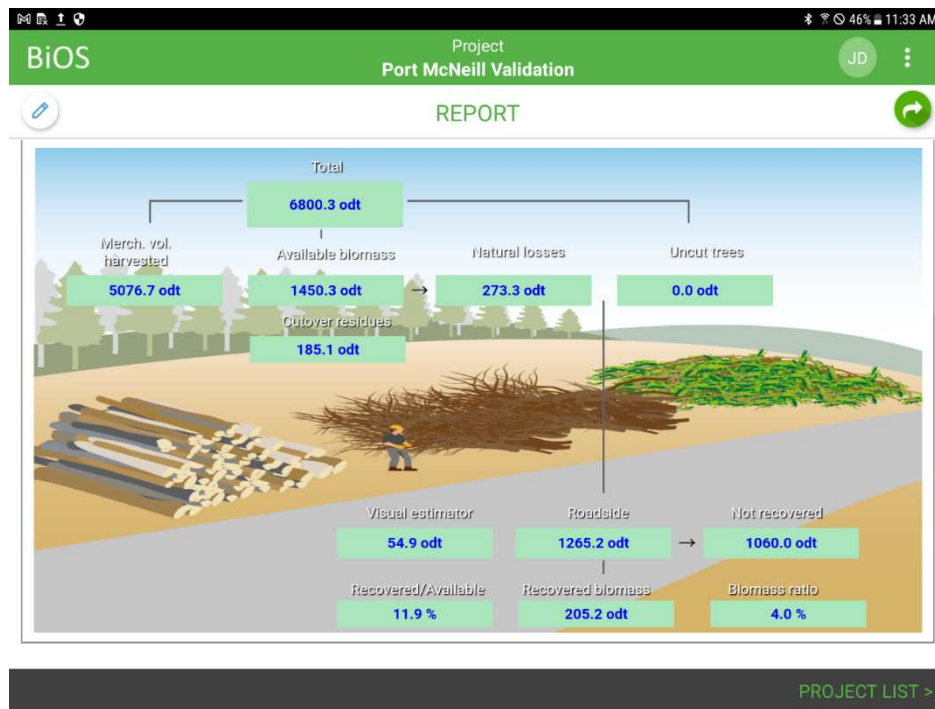 46% 11:33 AM
BiOS
Project
Port McNeill Validation
JD
REPORT
Total
6800.3 odt
Merch. vol.
harvested
Available biomass
Natural losses
Uncut trees
5076.7 odt
1450.3 odt
→
273.3 odt
0.0 odt
Cutover residues
185.1 odt
Visual estimator
Roadside
Not recovered
54.9 odt
1265.2 odt
→
1060.0 odt
Recovered/Available
Recovered biomass
Biomass ratio
11.9 %
205.2 odt
4.0 %
PROJECT LIST >